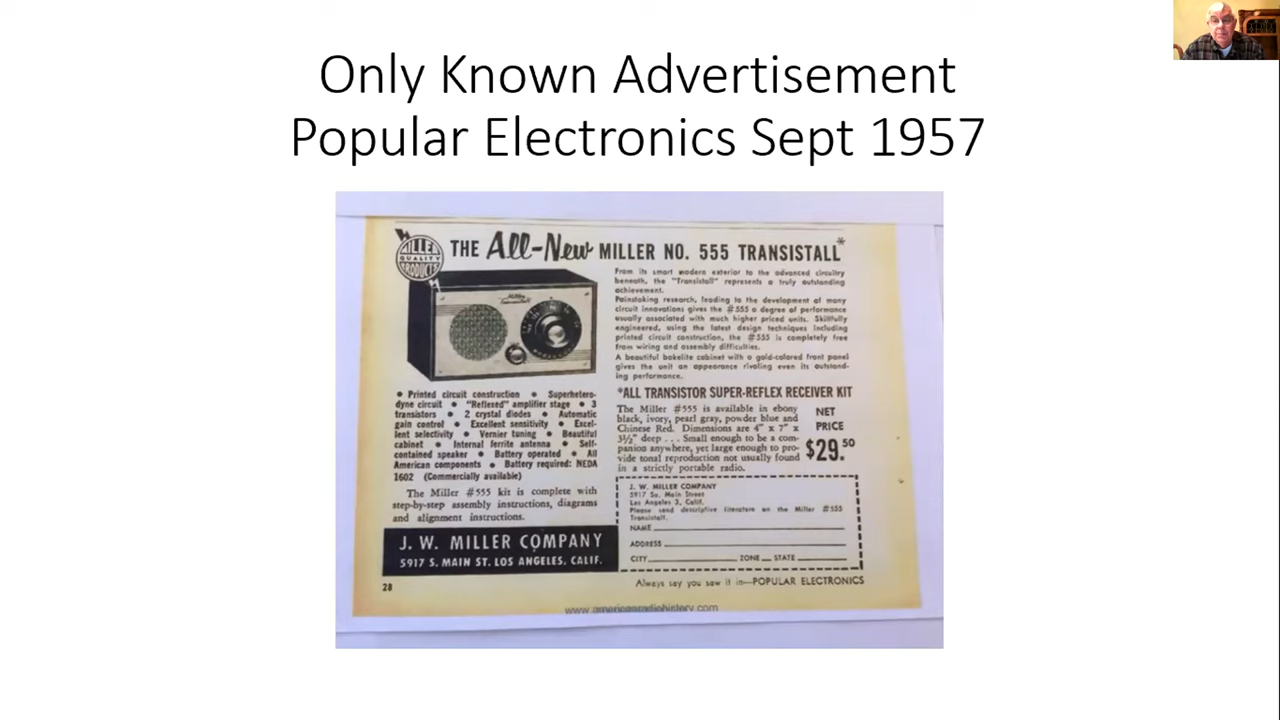 Only Known Advertisement
Popular Electronics Sept 1957
MILLER
QUALITY
PRODUCTS
THE All-New MILLER NO. 555 TRANSISTALL*
From its smart modern exterior to the advanced circuitry
beneath, the "Transistall" represents a truly outstanding
achievement.
Painstaking research, leading to the development of many
circuit innovations gives the #555 a degree of performance
usually associated with much higher priced units. Skillfully
engineered, using the latest design techniques including
printed circuit construction, the #555 is completely free
from wiring and assembly difficulties.
A beautiful bakelite cabinet with a gold-colored front panel
gives the unit an appearance rivaling even its outstand-
ing performance.
• Printed circuit construction • Superhetero-
dyne circuit • "Reflexed" amplifier stage • 3
transistors • 2 crystal diodes • Automatic
gain control • Excellent sensitivity • Excel-
lent selectivity • Vernier tuning • Beautiful
cabinet • Internal ferrite antenna • Self-
contained speaker • Battery operated • All
American components • Battery required: NEDA
1602 (Commercially available)
The Miller #555 kit is complete with
step-by-step assembly instructions, diagrams
and alignment instructions.
J. W. MILLER COMPANY
5917 S. MAIN ST. LOS ANGELES, CALIF.
*ALL TRANSISTOR SUPER-REFLEX RECEIVER KIT
The Miller #555 is available in ebony
black, ivory, pearl gray, powder blue and
Chinese Red. Dimensions are 4" x 7" x
3½" deep . . . Small enough to be a com-
panion anywhere, yet large enough to pro-
vide tonal reproduction not usually found
in a strictly portable radio.
NET
PRICE
$29.50
J. W. MILLER COMPANY
5917 So. Main Street
Los Angeles 3, Calif.
Please send descriptive literature on the Miller #555
Transistall.
NAME
ADDRESS
CITY ZONE STATE
28
Always say you saw it in—POPULAR ELECTRONICS
www.americanradiohistory.com